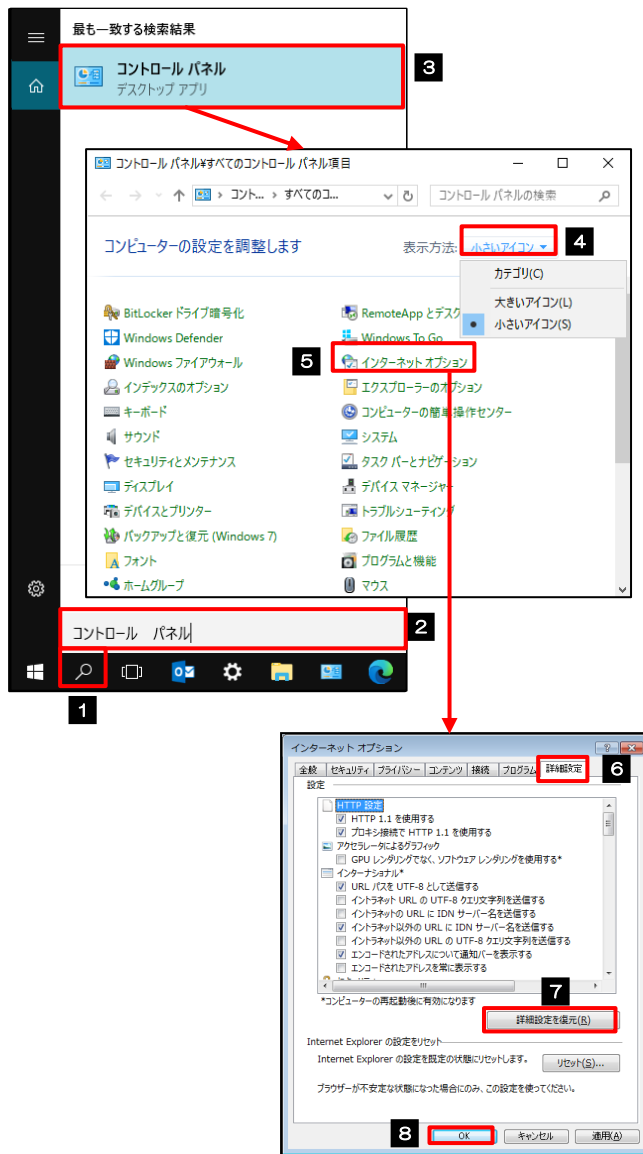 最も一致する検索結果
コントロール パネル
デスクトップ アプリ
3
コントロール パネル¥すべてのコントロール パネル項目
コント... › すべてのコ...
コントロール パネルの検索
コンピューターの設定を調整します
表示方法: 小さいアイコン
4
カテゴリ(C)
大きいアイコン(L)
小さいアイコン(S)
BitLocker ドライブ暗号化
RemoteApp とデスク
Windows Defender
Windows To Go
Windows ファイアウォール
5
インターネット オプション
インデックスのオプション
エクスプローラーのオプション
キーボード
コンピューターの簡単操作センター
サウンド
システム
セキュリティとメンテナンス
タスク バーとナビゲーション
ディスプレイ
デバイス マネージャー
デバイスとプリンター
トラブルシューティング
バックアップと復元 (Windows 7)
ファイル履歴
フォント
プログラムと機能
ホームグループ
マウス
コントロール　パネル
2
1
インターネット オプション
6
全般 セキュリティ プライバシー コンテンツ 接続 プログラム 詳細設定
設定
HTTP 設定
HTTP 1.1 を使用する
プロキシ接続で HTTP 1.1 を使用する
アクセラレータによるグラフィック
GPU レンダリングでなく、ソフトウェア レンダリングを使用する*
インターナショナル*
URL パスを UTF-8 として送信する
イントラネット URL の UTF-8 クエリ文字列を送信する
イントラネットの URL に IDN サーバー名を送信する
イントラネット以外の URL に IDN サーバー名を送信する
イントラネット以外の URL の UTF-8 クエリ文字列を送信する
エンコードされたアドレスについて通知バーを表示する
エンコードされたアドレスを常に表示する
*コンピューターの再起動後に有効になります
7
詳細設定を復元(R)
Internet Explorer の設定をリセット
Internet Explorer の設定を既定の状態にリセットします。
リセット(S)...
ブラウザーが不安定な状態になった場合にのみ、この設定を使ってください。
8
OK
キャンセル
適用(A)